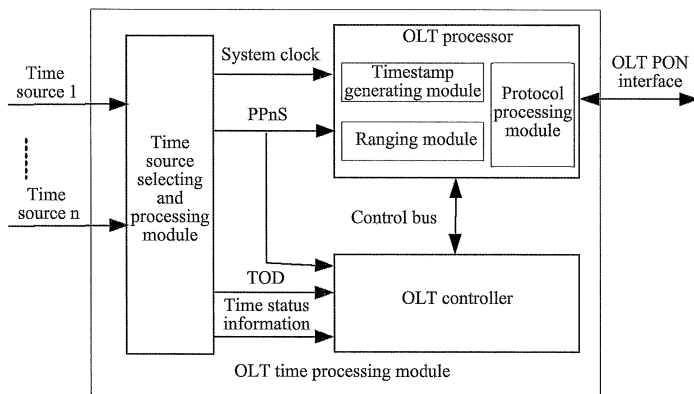 Time
source 1
Time
source n
Time
source
selecting
and
processing
module
System clock
PPnS
TOD
Time status
information
OLT processor
Timestamp
generating module
Ranging module
Protocol
processing
module
Control bus
OLT controller
OLT PON
interface
OLT time processing module